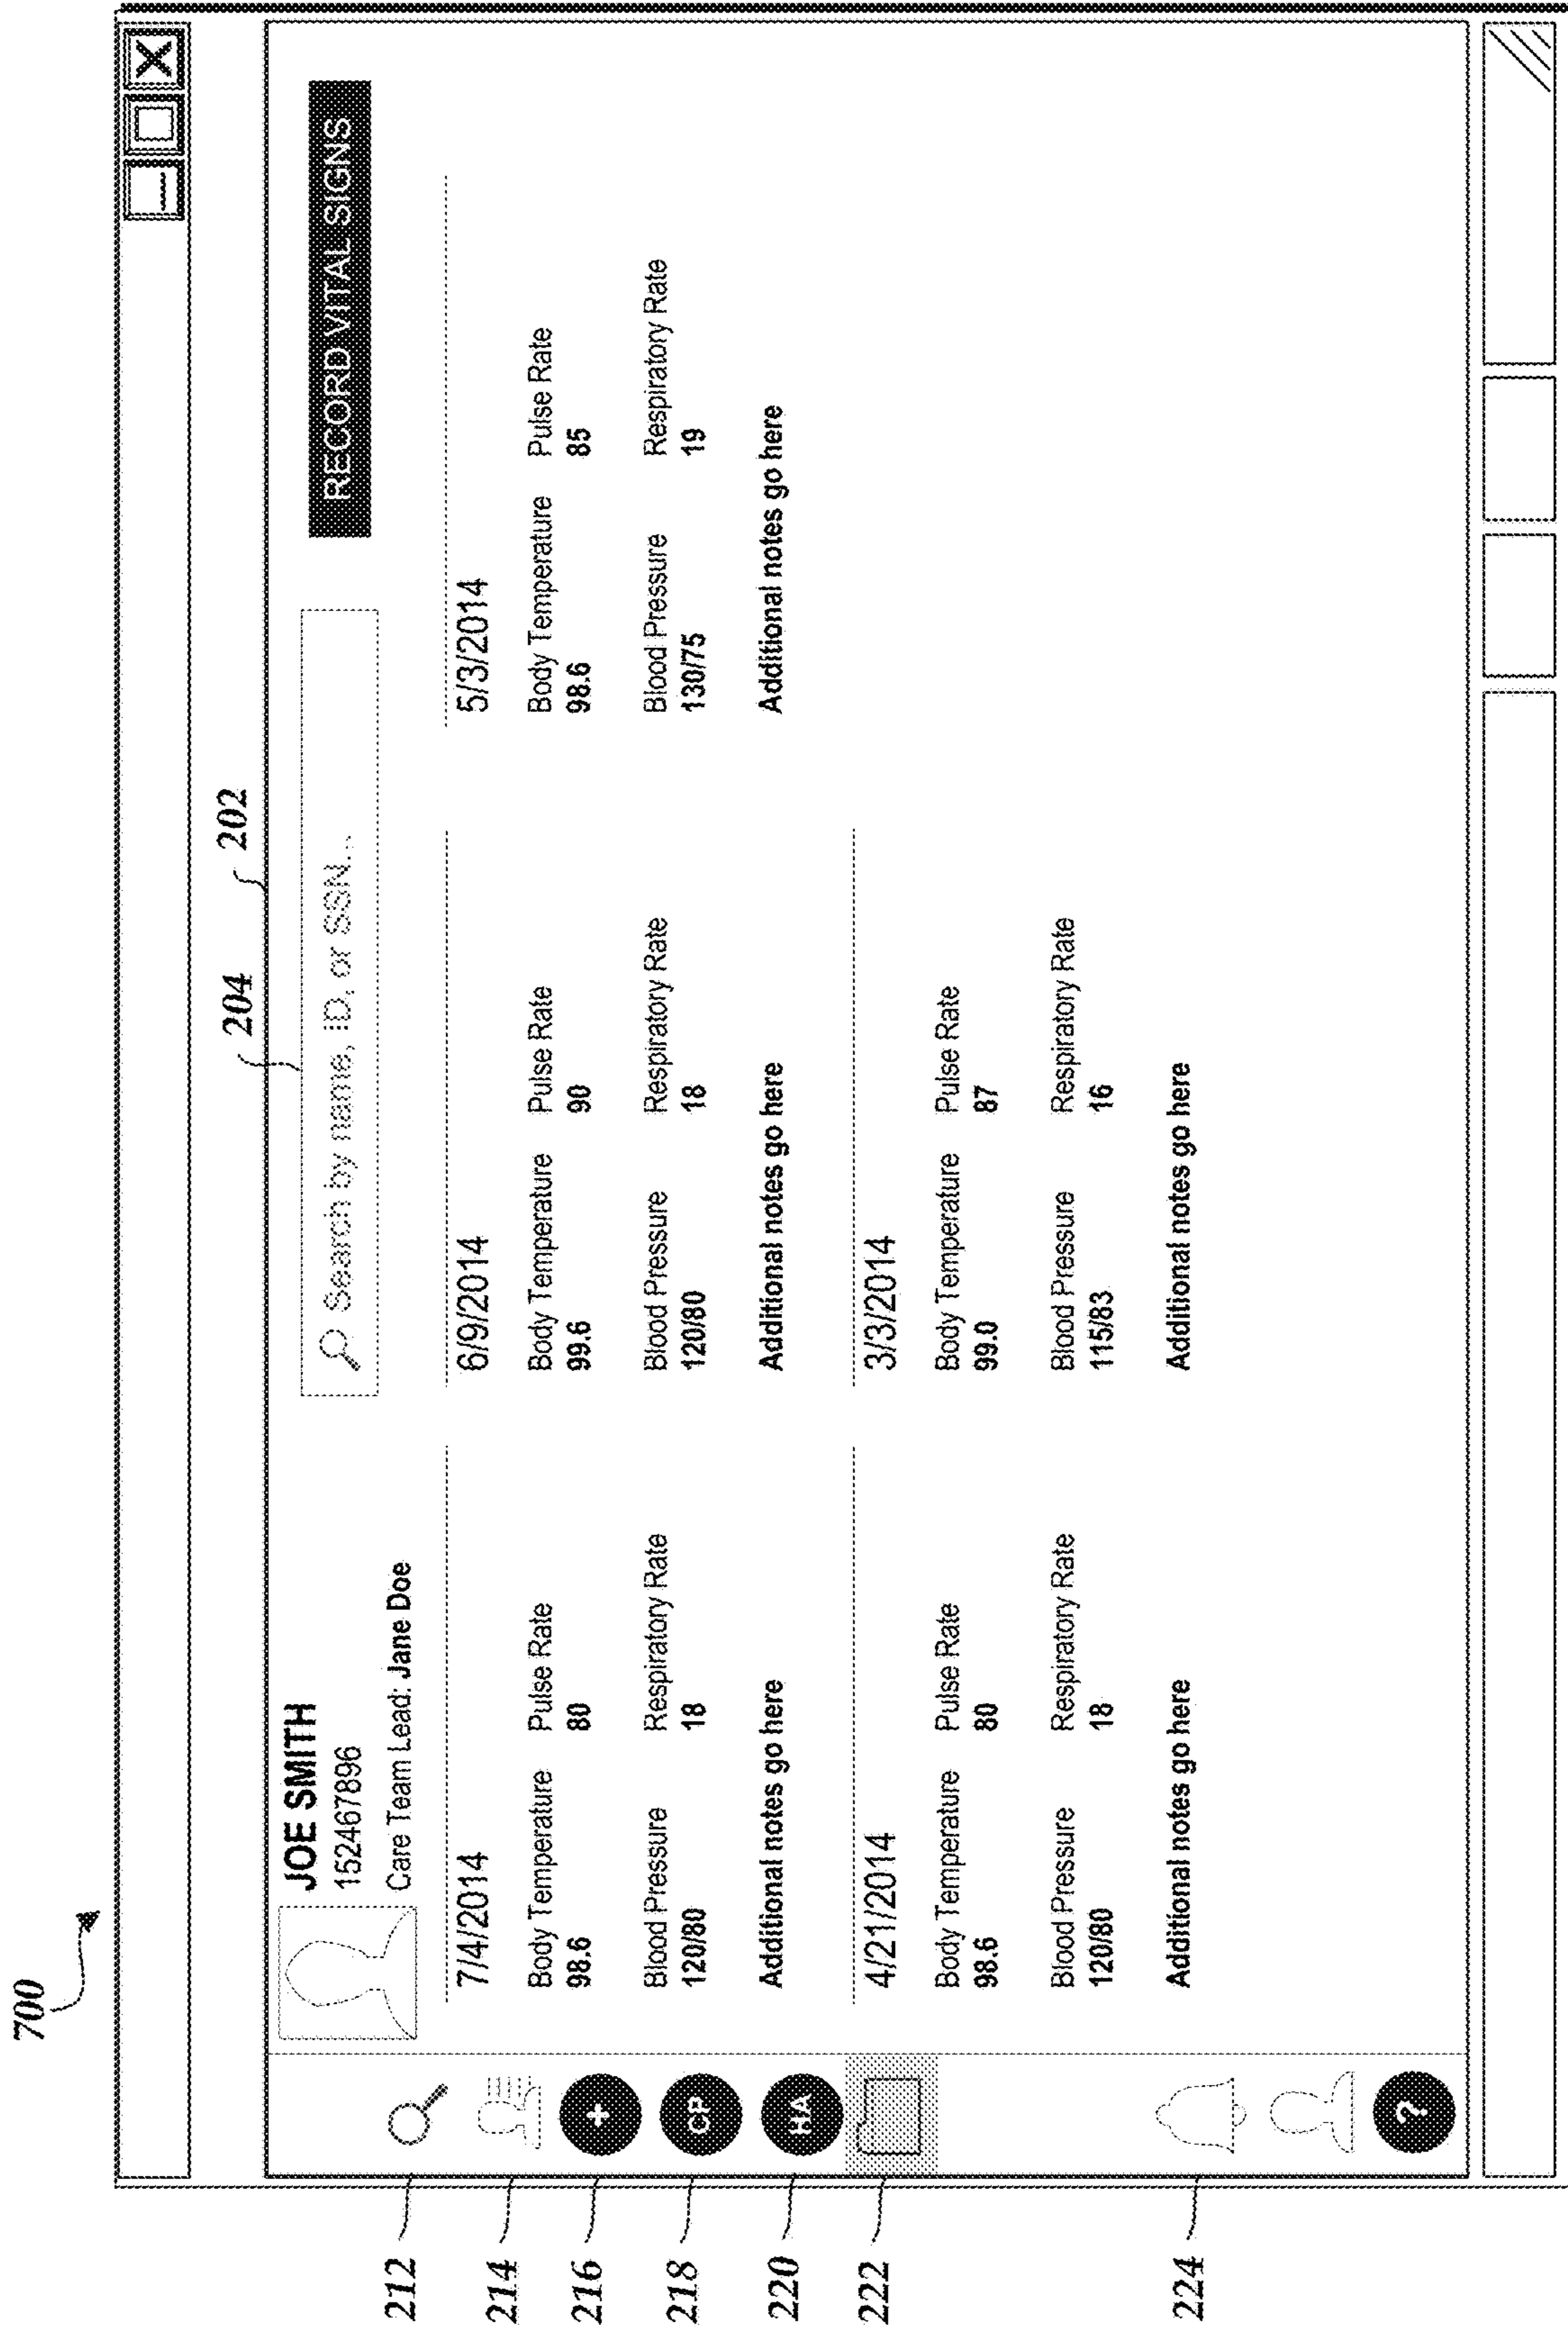 700
202
204
JOE SMITH
152467896
Care Team Lead: Jane Doe
Search by name, ID, or SSN...
RECORD VITAL SIGNS
7/4/2014
Body Temperature Pulse Rate
98.6 80
Blood Pressure Respiratory Rate
120/80 18
Additional notes go here
6/9/2014
Body Temperature Pulse Rate
99.6 90
Blood Pressure Respiratory Rate
120/80 18
Additional notes go here
5/3/2014
Body Temperature Pulse Rate
98.6 85
Blood Pressure Respiratory Rate
130/75 19
Additional notes go here
4/21/2014
Body Temperature Pulse Rate
98.6 80
Blood Pressure Respiratory Rate
120/80 18
Additional notes go here
3/3/2014
Body Temperature Pulse Rate
99.0 87
Blood Pressure Respiratory Rate
115/83 16
Additional notes go here
212
214
216 +
218 CP
220 HA
222
224
?